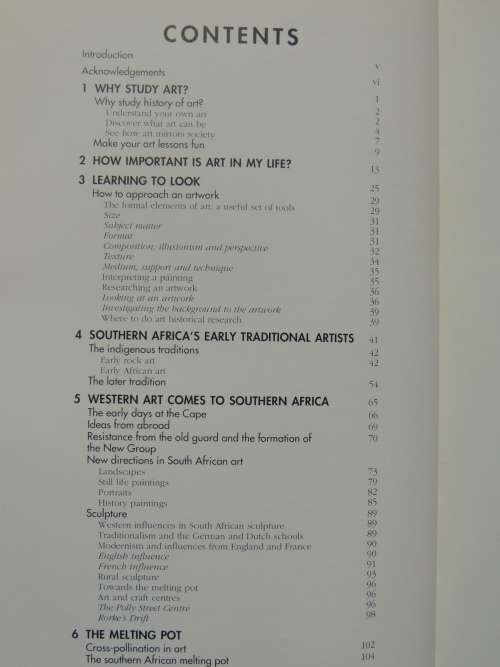 CONTENTS
Introduction v
Acknowledgements vi
1 WHY STUDY ART? 1
Why study history of art? 2
Understand your own art 2
Discover what art can be 4
See how art mirrors society 7
Make your art lessons fun 9
2 HOW IMPORTANT IS ART IN MY LIFE? 13
3 LEARNING TO LOOK 25
How to approach an artwork 29
The formal elements of art: a useful set of tools 29
Size 31
Subject matter 31
Format 31
Composition, illusionism and perspective 32
Texture 34
Medium, support and technique 35
Interpreting a painting 35
Researching an artwork 36
Looking at an artwork 36
Investigating the background to the artwork 39
Where to do art historical research 39
4 SOUTHERN AFRICA'S EARLY TRADITIONAL ARTISTS 41
The indigenous traditions 42
Early rock art 42
Early African art
The later tradition 54
5 WESTERN ART COMES TO SOUTHERN AFRICA 65
The early days at the Cape 66
Ideas from abroad 69
Resistance from the old guard and the formation of 70
the New Group
New directions in South African art
Landscapes 73
Still life paintings 79
Portraits 82
History paintings 85
Sculpture 89
Western influences in South African sculpture 89
Traditionalism and the German and Dutch schools 89
Modernism and influences from England and France 90
English influence 90
French influence 91
Rural sculpture 93
Towards the melting pot 96
Art and craft centres 96
The Polly Street Centre 96
Rorke's Drift 98
6 THE MELTING POT
Cross-pollination in art 102
The southern African melting pot 104